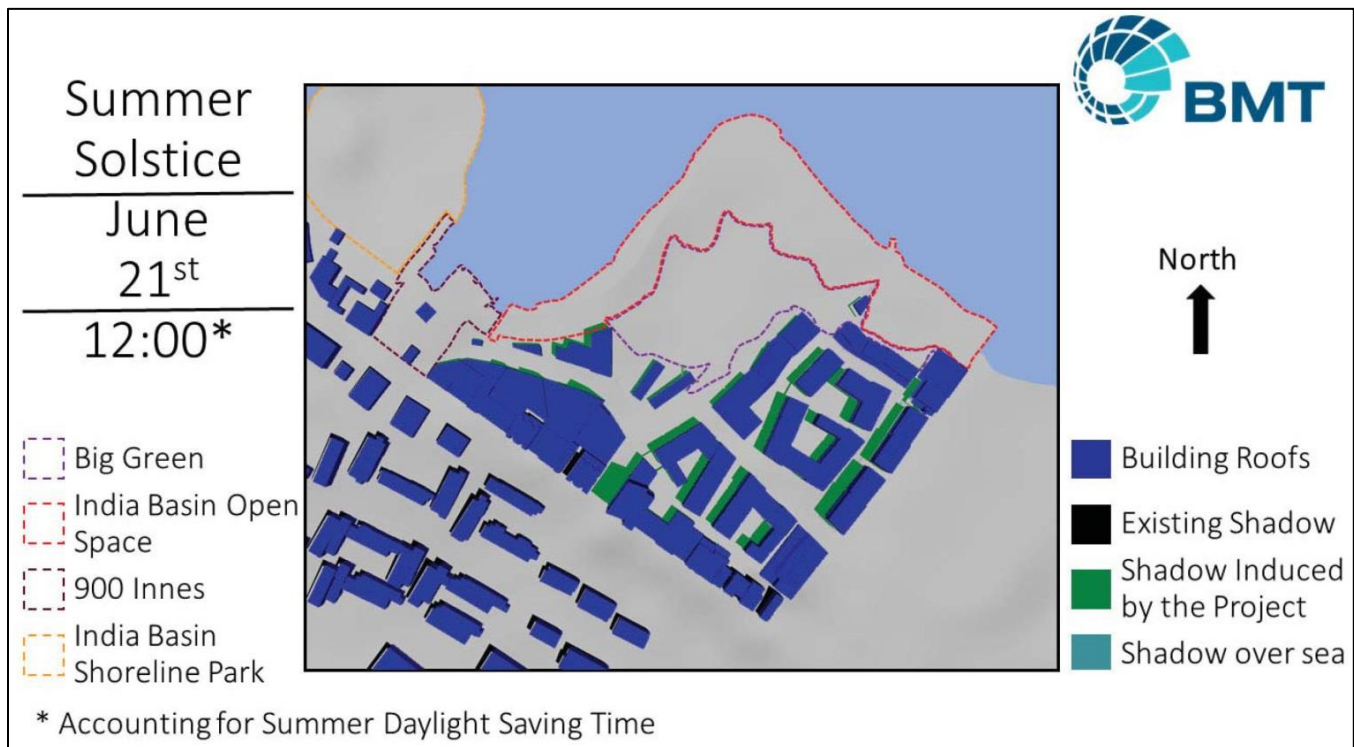 Summer
Solstice
June
21st
12:00*
Big Green
India Basin Open
Space
900 Innes
India Basin
Shoreline Park
* Accounting for Summer Daylight Saving Time
BMT
North
Building Roofs
Existing Shadow
Shadow Induced
by the Project
Shadow over sea